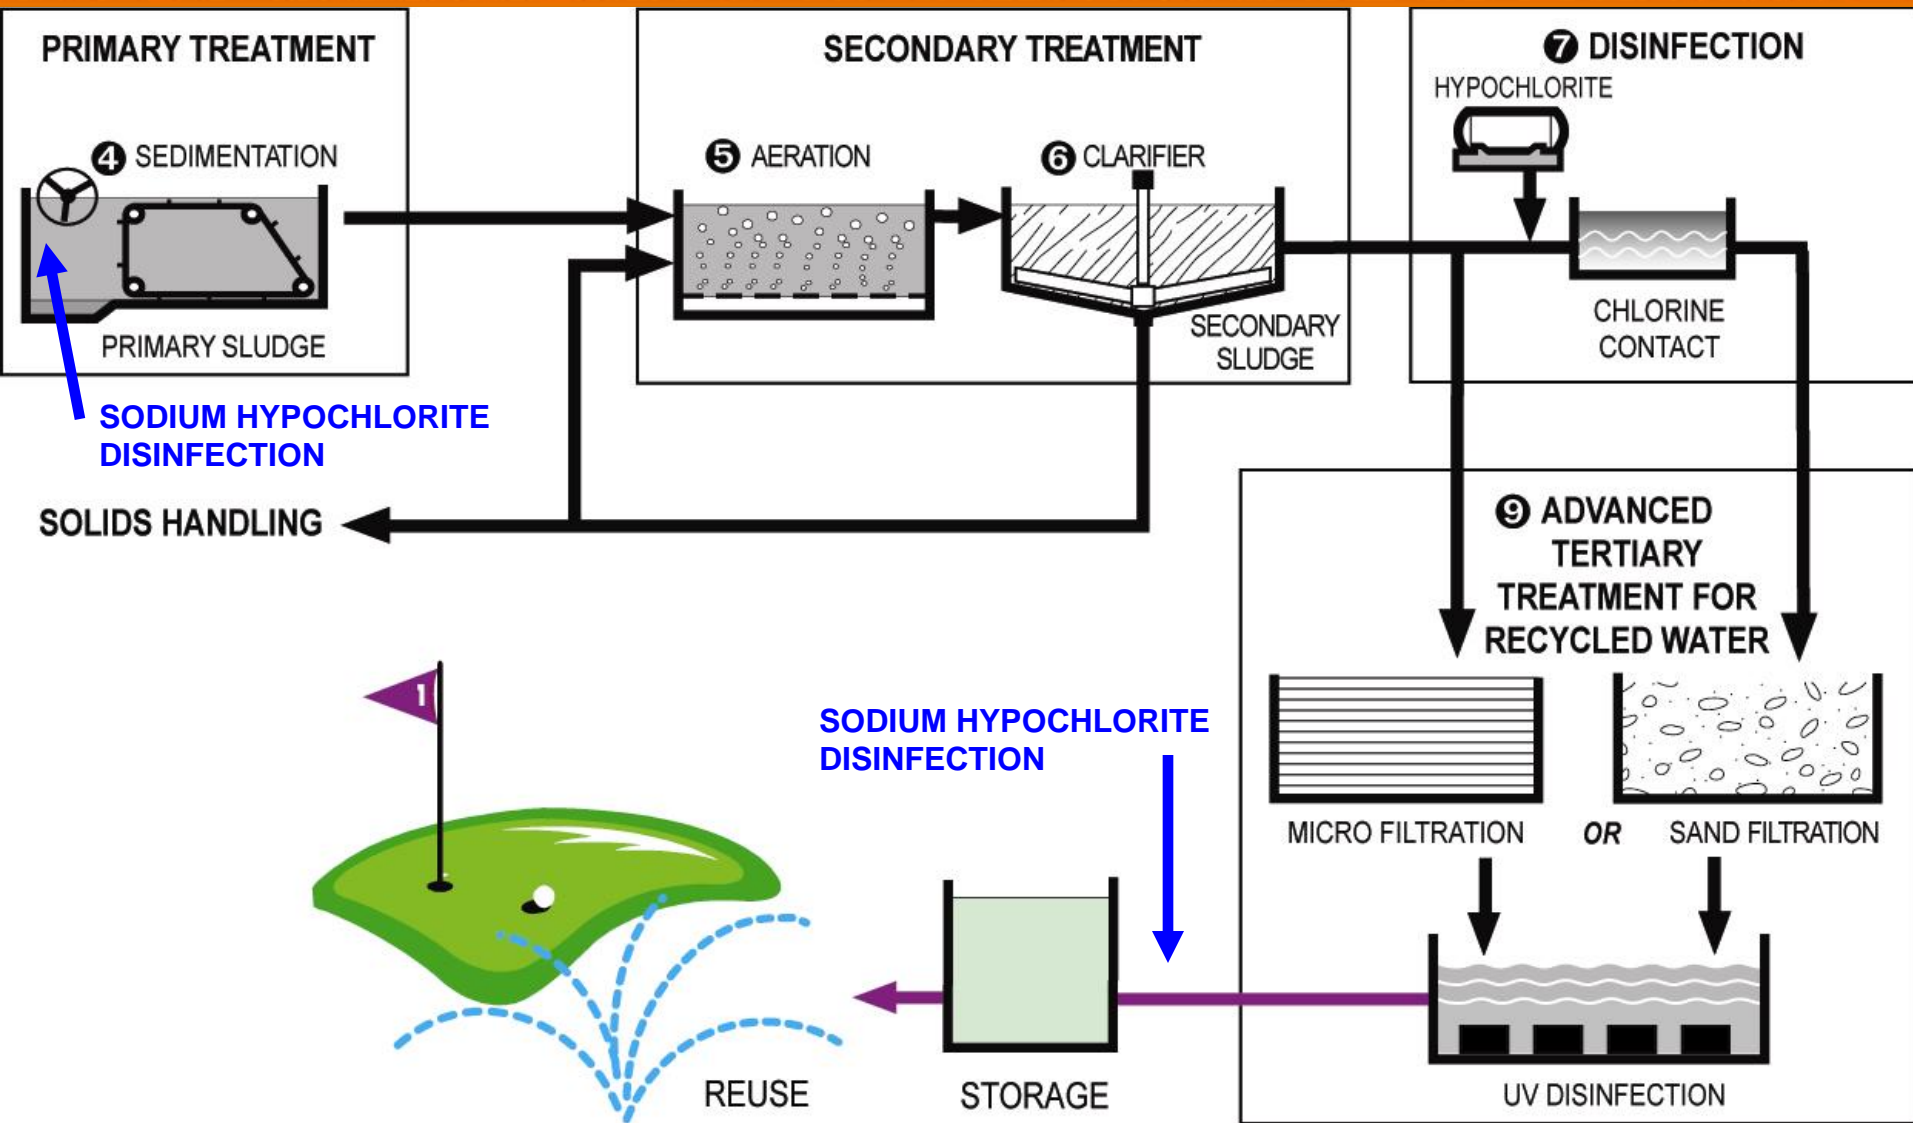 PRIMARY TREATMENT
4 SEDIMENTATION
PRIMARY SLUDGE
SODIUM HYPOCHLORITE
DISINFECTION
SOLIDS HANDLING
SECONDARY TREATMENT
5 AERATION
6 CLARIFIER
SECONDARY
SLUDGE
7 DISINFECTION
HYPOCHLORITE
CHLORINE
CONTACT
9 ADVANCED
TERTIARY
TREATMENT FOR
RECYCLED WATER
MICRO FILTRATION OR SAND FILTRATION
UV DISINFECTION
SODIUM HYPOCHLORITE
DISINFECTION
STORAGE
REUSE
1